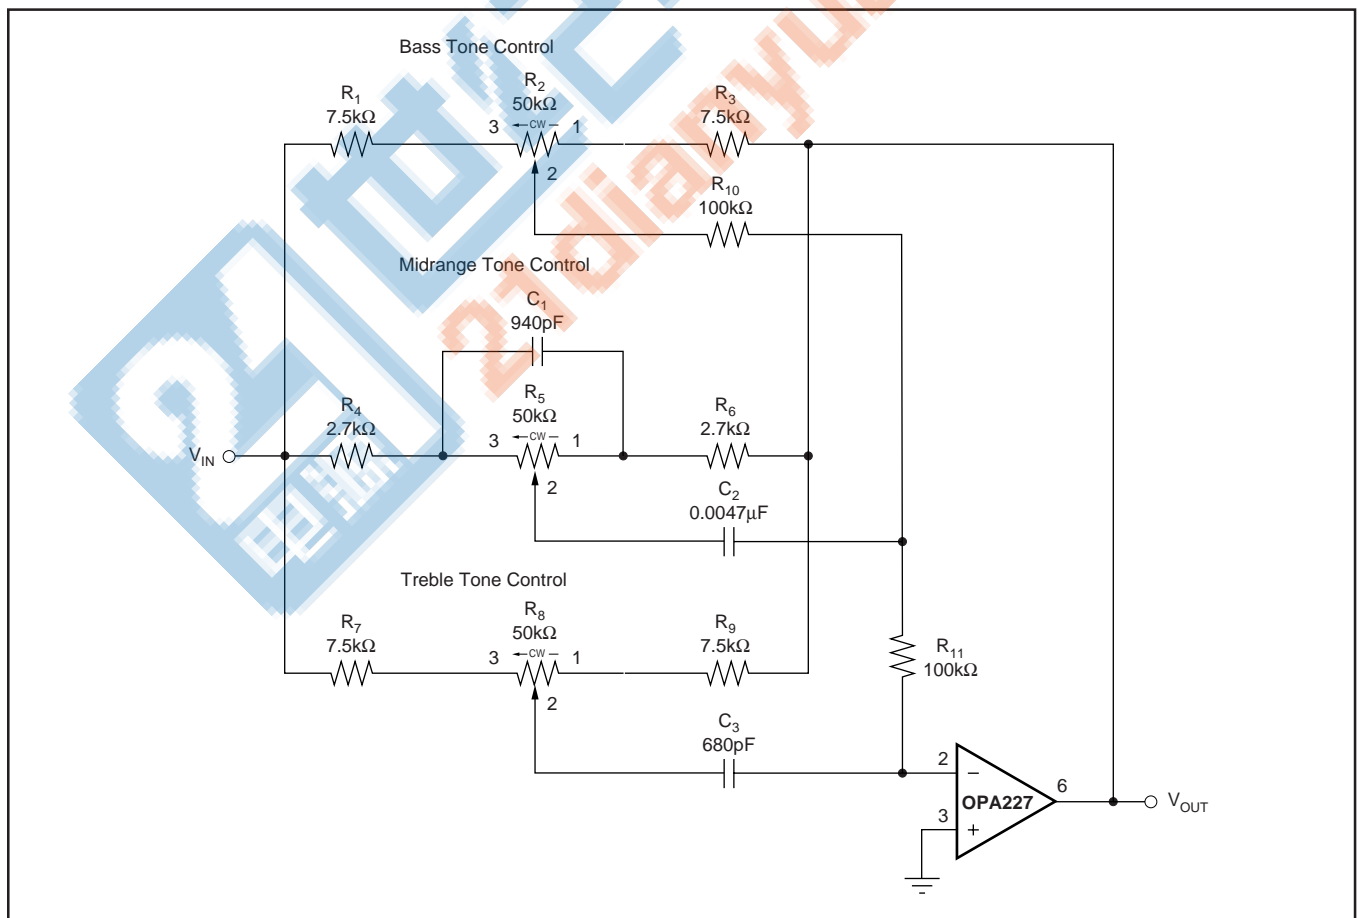 Bass Tone Control
R1
7.5kΩ
R2
50kΩ
R3
7.5kΩ
3
CW
1
2
R10
100kΩ
Midrange Tone Control
C1
940pF
R4
2.7kΩ
R5
50kΩ
R6
2.7kΩ
VIN
3
CW
1
2
C2
0.0047μF
Treble Tone Control
R7
7.5kΩ
R8
50kΩ
R9
7.5kΩ
3
CW
1
2
R11
100kΩ
C3
680pF
2
−
OPA227
6
VOUT
3
+
21dianyu